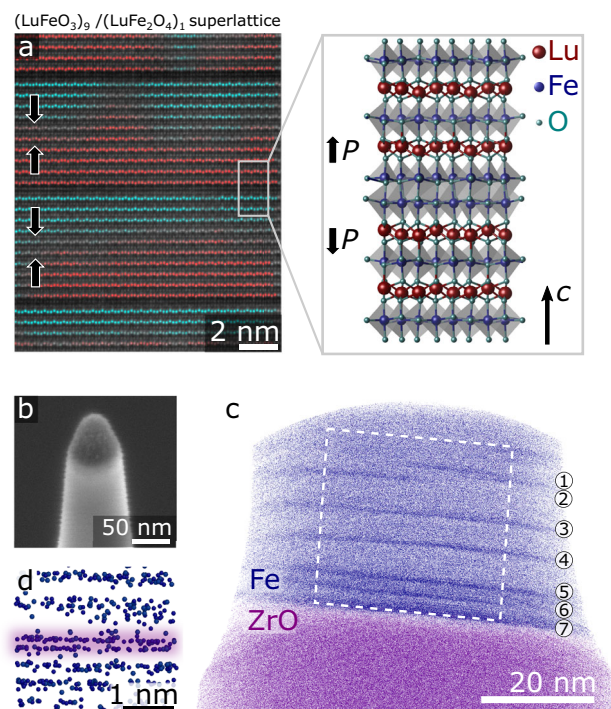 (LuFeO3)9 /(LuFe2O4)1 superlattice
a
2 nm
Lu
Fe
O
P
P
c
b
50 nm
c
1
2
3
4
5
6
7
Fe
ZrO
20 nm
d
1 nm